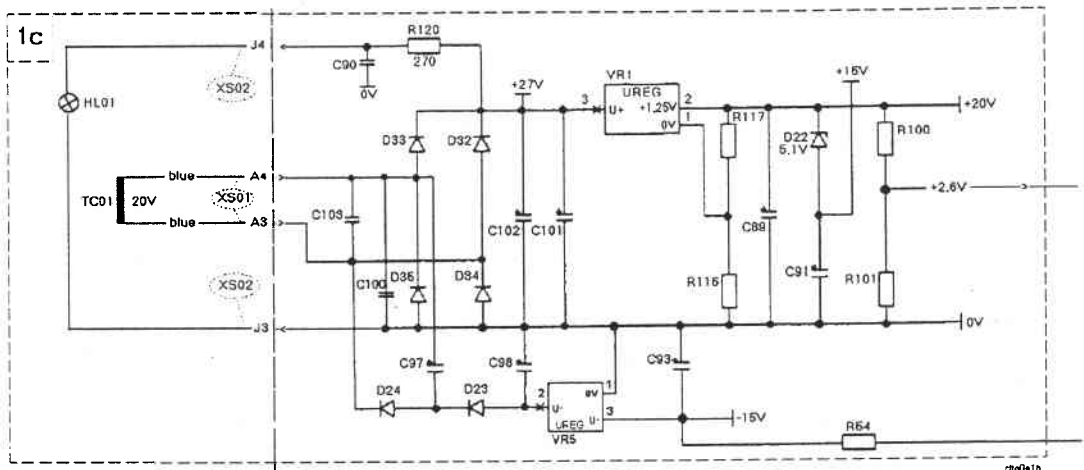 1c
J4
R120
270
C90
0V
XS02
HL01
+27V
VR1
UREG
3
U+
+1,25V
2
0V
1
+15V
+20V
R117
D22
5,1V
R100
D33
D32
blue
A4
TC01
20V
XS01
blue
A3
+2,6V
C103
C102
C101
C89
C91
R101
R116
XS02
D35
D34
C100
J3
0V
C97
C98
C93
D24
D23
2
U-
0V
1
UREG
U-
3
VR5
-15V
R64